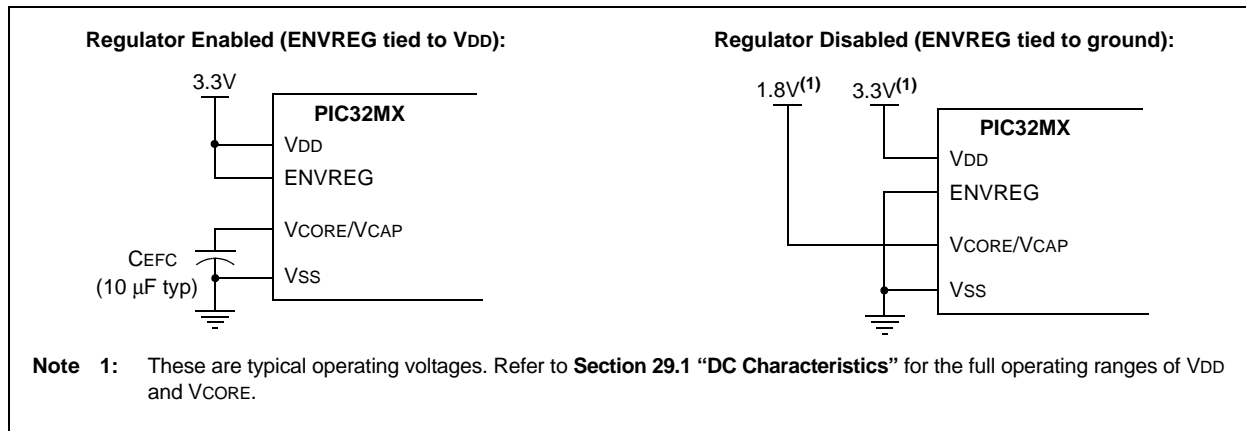 Regulator Enabled (ENVREG tied to VDD):
3.3V
PIC32MX
VDD
ENVREG
VCORE/VCAP
CEFC
(10 μF typ)
VSS
Regulator Disabled (ENVREG tied to ground):
1.8V(1) 3.3V(1)
PIC32MX
VDD
ENVREG
VCORE/VCAP
VSS
Note 1: These are typical operating voltages. Refer to Section 29.1 “DC Characteristics” for the full operating ranges of VDD
and VCORE.